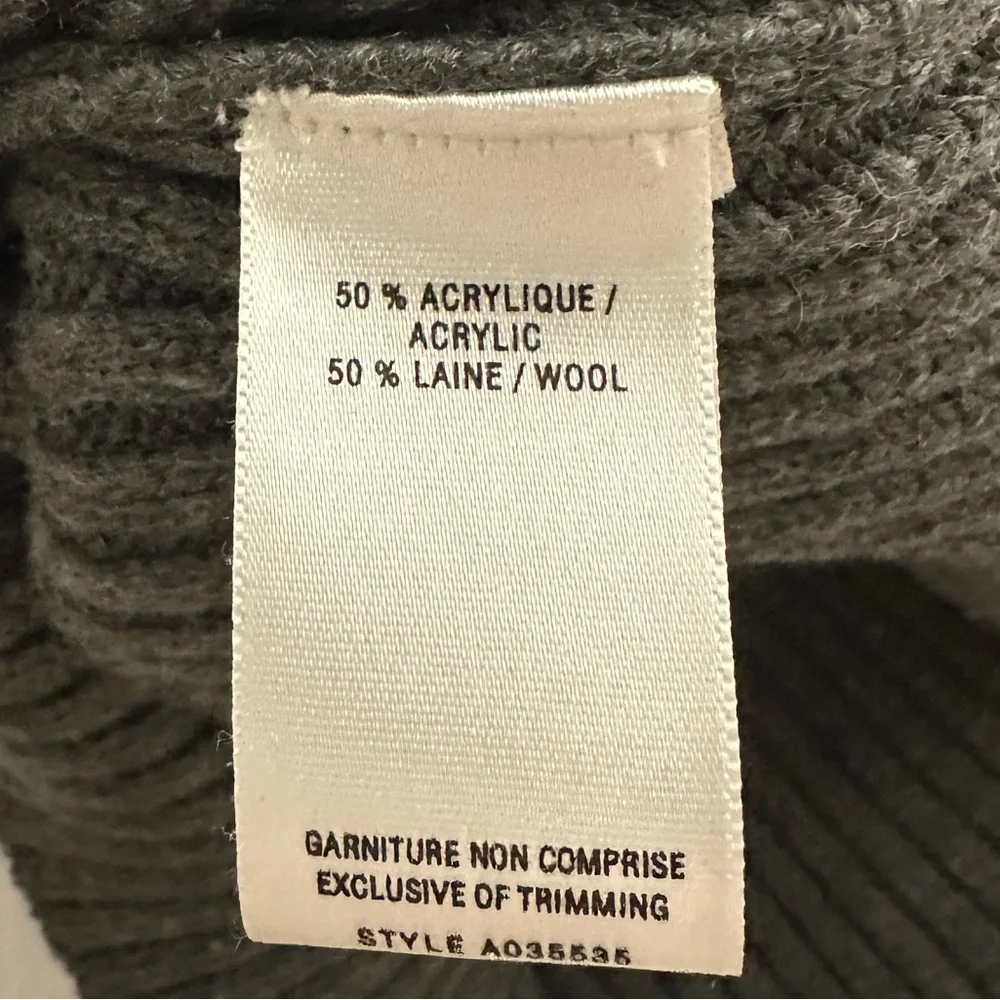 50 % ACRYLIQUE /
ACRYLIC
50 % LAINE / WOOL
GARNITURE NON COMPRISE
EXCLUSIVE OF TRIMMING
STYLE A035535